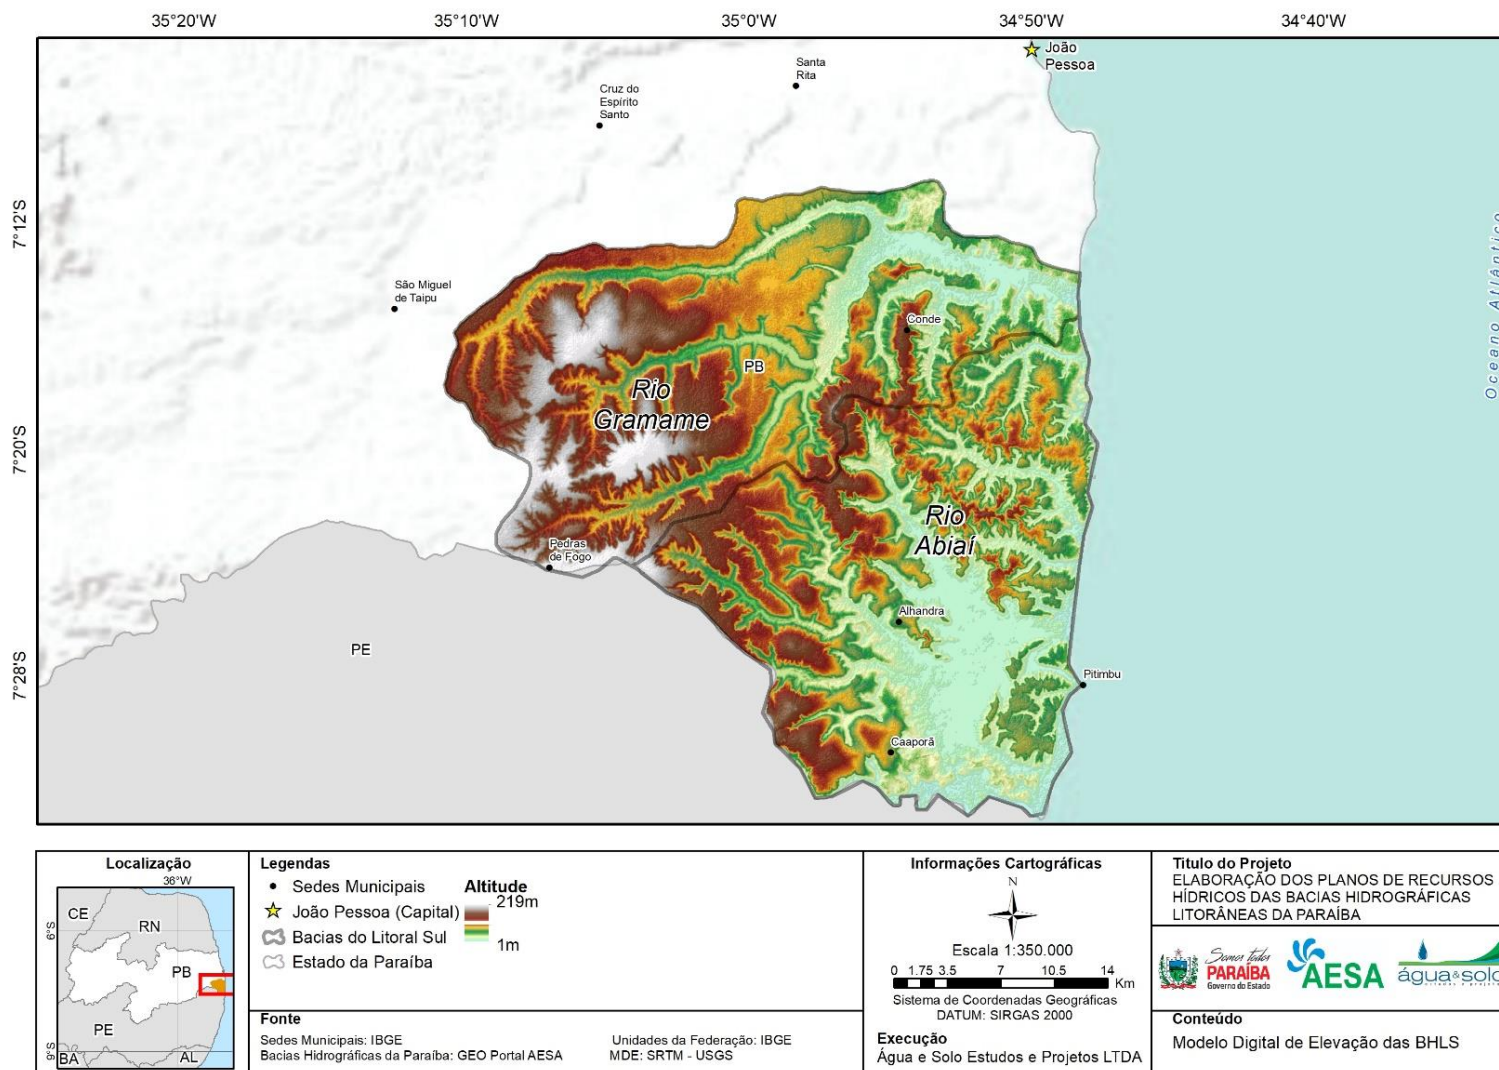 35°20'W
35°10'W
35°0'W
34°50'W
34°40'W
João
Pessoa
Santa
Rita
Cruz do
Espírito
Santo
7°12'S
Oceano Atlântico
São Miguel
de Taipu
Conde
PB
Rio
Gramame
7°20'S
Rio
Abiaí
Pedras
de Fogo
Alhandra
PE
7°28'S
Pitimbu
Caaporã
Localização
36°W
CE
RN
6°S
PB
PE
9°S
BA
AL
Legendas
Sedes Municipais
João Pessoa (Capital)
Bacias do Litoral Sul
Estado da Paraíba
Altitude
219m
1m
Fonte
Sedes Municipais: IBGE
Bacias Hidrográficas da Paraíba: GEO Portal AESA
Unidades da Federação: IBGE
MDE: SRTM - USGS
Informações Cartográficas
N
Escala 1:350.000
0 1.75 3.5 7 10.5 14
Km
Sistema de Coordenadas Geográficas
DATUM: SIRGAS 2000
Execução
Água e Solo Estudos e Projetos LTDA
Titulo do Projeto
ELABORAÇÃO DOS PLANOS DE RECURSOS
HÍDRICOS DAS BACIAS HIDROGRÁFICAS
LITORÂNEAS DA PARAÍBA
Somos todos
PARAÍBA
Governo do Estado
AESA
água&solo
Conteúdo
Modelo Digital de Elevação das BHLS